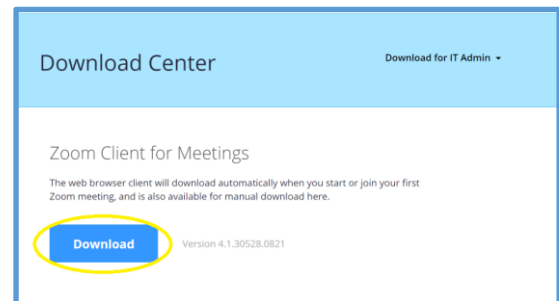 Download Center
Download for IT Admin
Zoom Client for Meetings
The web browser client will download automatically when you start or join your first
Zoom meeting, and is also available for manual download here.
Download
Version 4.1.30528.0821